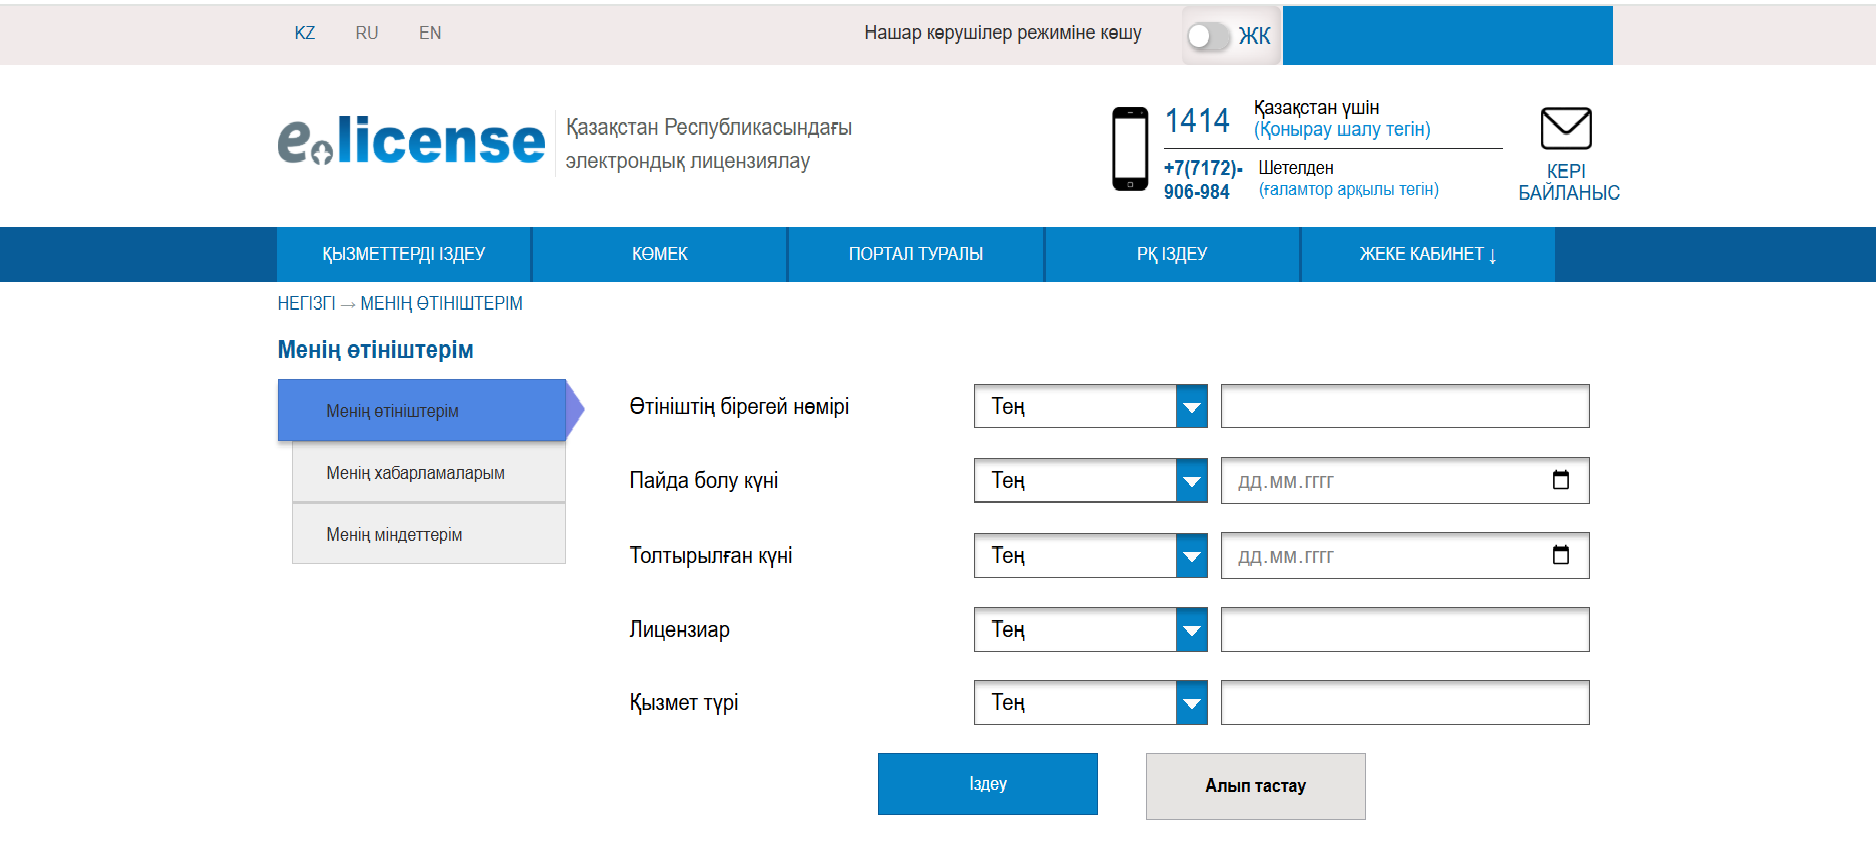 KZ RU EN Нашар көрушілер режиміне көшу ЖК
e.license
Қазақстан Республикасындағы
электрондық лицензиялау
1414 Қазақстан үшін
(Қонырау шалу тегін)
+7(7172)-
906-984
Шетелден
(ғаламтор арқылы тегін)
КЕРІ
БАЙЛАНЫС
ҚЫЗМЕТТЕРДІ ІЗДЕУ КӨМЕК ПОРТАЛ ТУРАЛЫ РҚ ІЗДЕУ ЖЕКЕ КАБИНЕТ ↓
НЕГІЗГІ → МЕНІҢ ӨТІНІШТЕРІМ
Менің өтініштерім
Менің өтініштерім
Менің хабарламаларым
Менің міндеттерім
Өтініштің бірегей нөмірі Тең
Пайда болу күні Тең дд.мм.гггг
Толтырылған күні Тең дд.мм.гггг
Лицензиар Тең
Қызмет түрі Тең
Іздеу Алып тастау